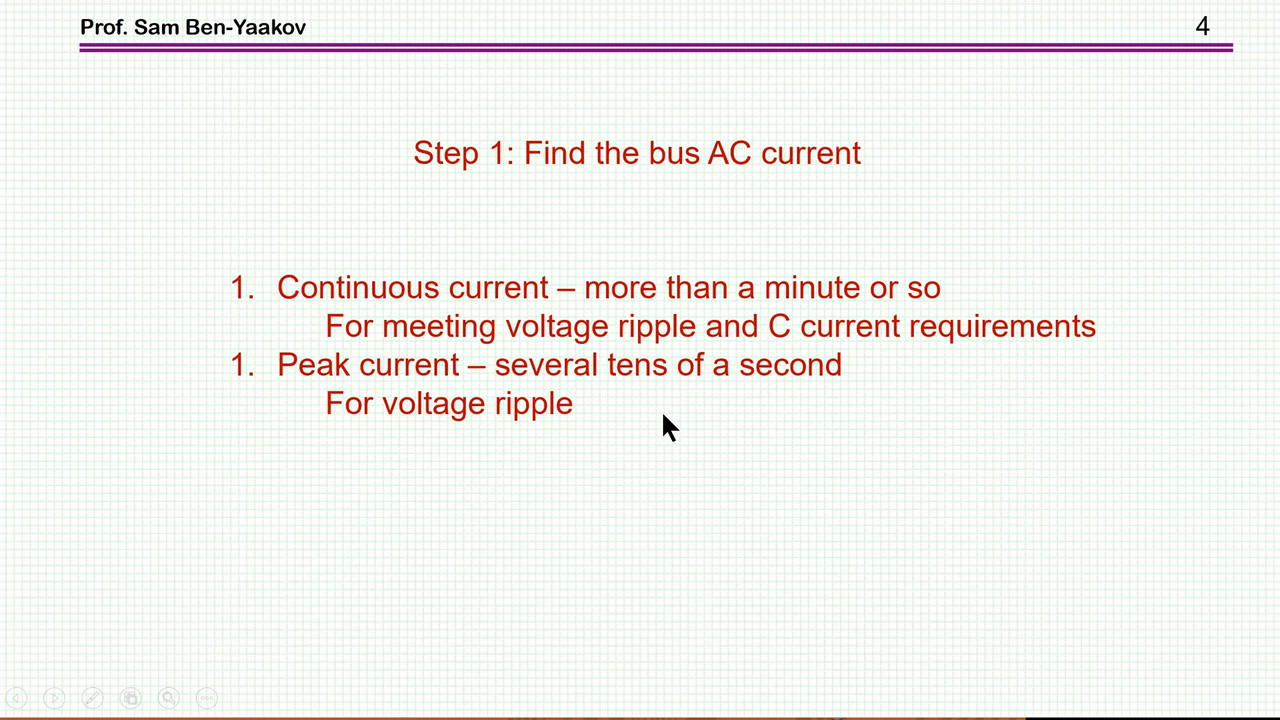 Prof. Sam Ben-Yaakov
4
Step 1: Find the bus AC current
1. Continuous current – more than a minute or so
For meeting voltage ripple and C current requirements
1. Peak current – several tens of a second
For voltage ripple